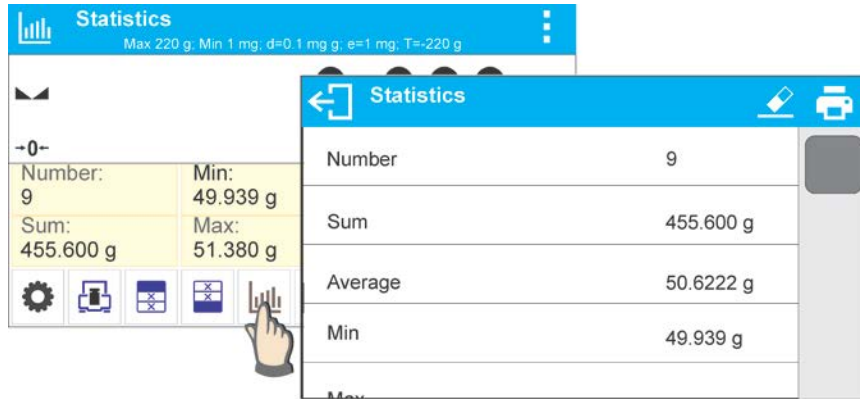 Statistics
Max 220 g; Min 1 mg; d=0.1 mg g; e=1 mg; T=-220 g
→0←
Number:
9
Min:
49.939 g
Sum:
455.600 g
Max:
51.380 g
Statistics
Number 9
Sum 455.600 g
Average 50.6222 g
Min 49.939 g
Max